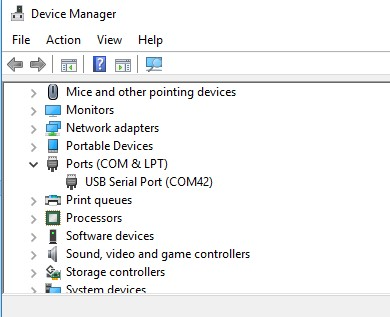 Device Manager
File Action View Help
Mice and other pointing devices
Monitors
Network adapters
Portable Devices
Ports (COM & LPT)
USB Serial Port (COM42)
Print queues
Processors
Software devices
Sound, video and game controllers
Storage controllers
System devices